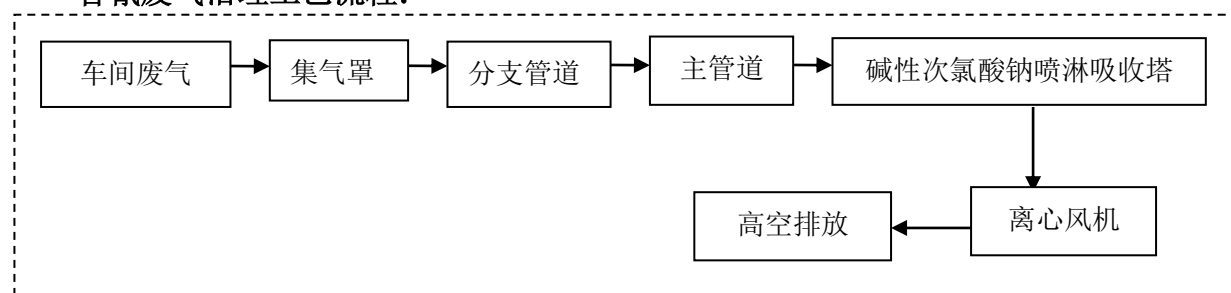 车间废气
集气罩
分支管道
主管道
碱性次氯酸钠喷淋吸收塔
离心风机
高空排放